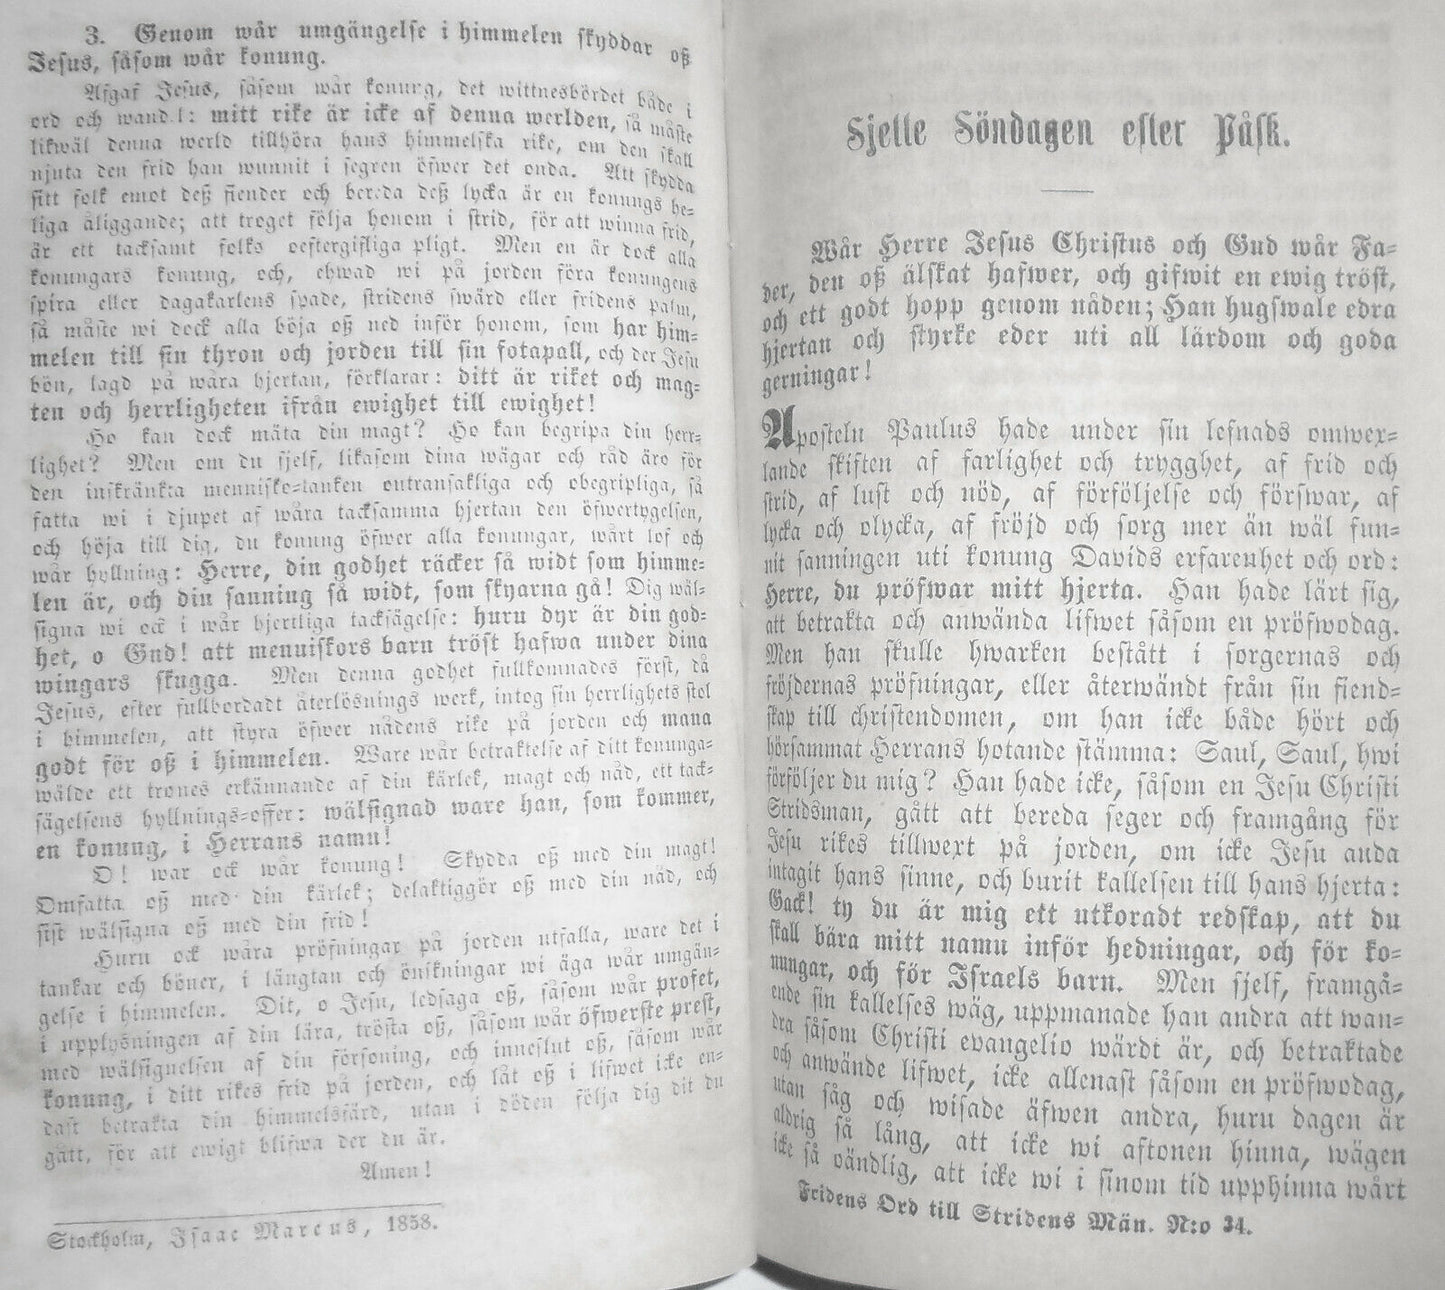 3. Genom wår umgängelse i himmelen skyddar oß
Jesus, såsom wår konung.
Afgaf Jesus, såsom wår konung, det wittnesbördet både i
ord och wandel: mitt rike är icke af denna werlden, så måste
likwäl denna werld tillhöra hans himmelska rike, om den skall
njuta den frid han wunnit i segren öfwer det onda. Att skydda
sitt folk emot deß fiender och bereda deß lycka är en konungs he-
liga åliggande; att troget följa honom i strid, för att winna frid,
är ett tacksamt folks oeftergifliga pligt. Men en är dock alla
konungars konung, och, ehwad wi på jorden föra konungens
spira eller dagakarlens spade, stridens swärd eller fridens palm,
så måste wi dock alla böja oß ned inför honom, som har him-
melen till sin thron och jorden till sin fotapall, och der Jesu
bön, lagd på wåra hjertan, förklarar: ditt är riket och mag-
ten och herrligheten ifrån ewighet till ewighet!
Ho kan dock mäta din magt? Ho kan begripa din herr-
lighet? Men om du sjelf, likasom dina wägar och råd äro för
den inskränkta mennisko-tanken outransakliga och obegripliga, så
fatta wi i djupet af wåra tacksamma hjertan den öfwertygelsen,
och höja till dig, du konung öfwer alla konungar, wårt lof och
wår hyllning: Herre, din godhet räcker så widt som himme-
len är, och din sanning så widt, som skyarna gå! Dig wäl-
signa wi ock i wår hjertliga tacksägelse: huru dyr är din god-
het, o Gud! att menniskors barn tröst hafwa under dina
wingars skugga. Men denna godhet fullkomnades först, då
Jesus, efter fullbordadt återlösnings werk, intog sin herrlighets stol
i himmelen, att styra öfwer nådens rike på jorden och mana
godt för oß i himmelen. Ware wår betraktelse af ditt konunga-
wälde ett trones erkännande af din kärlek, magt och nåd, ett tack-
sägelsens hyllnings-offer: wälsignad ware han, som kommer,
en konung, i Herrans namn!
O! war ock wår konung! Skydda oß med din magt!
Omfatta oß med din kärlek; delaktiggör oß med din nåd, och
sist wälsigna oß med din frid!
Huru ock wåra pröfningar på jorden utfalla, ware det i
tankar och böner, i längtan och önskningar wi äga wår umgän-
gelse i himmelen. Dit, o Jesu, ledsaga oß, såsom wår profet,
i upplysningen af din lära, trösta oß, såsom wår öfwerste prest,
med wälsignelsen af din försoning, och inneslut oß, såsom wår
konung, i ditt rikes frid på jorden, och låt oß i lifwet icke en-
dast betrakta din himmelsfärd, utan i döden följa dig dit du
gått, för att ewigt blifwa der du är.
Amen!
Stockholm, Isaac Marcus, 1858.
Sjette Söndagen efter Påsk.
Wår Herre Jesus Christus och Gud wår Fa-
der, den oß älskat hafwer, och gifwit en ewig tröst,
och ett godt hopp genom nåden; Han hugswale edra
hjertan och styrke eder uti all lärdom och goda
gerningar!
Aposteln Paulus hade under sin lefnads omwex-
lande skiften af farlighet och trygghet, af frid och
strid, af lust och nöd, af förföljelse och förswar, af
lycka och olycka, af fröjd och sorg mer än wäl fun-
nit sanningen uti konung Davids erfarenhet och ord:
Herre, du pröfwar mitt hjerta. Han hade lärt sig,
att betrakta och anwända lifwet såsom en pröfwodag.
Men han skulle hwarken bestått i sorgernas och
fröjdernas pröfningar, eller återwändt från sin fiend-
skap till christendomen, om han icke både hört och
hörsammat Herrans hotande stämma: Saul, Saul, hwi
förföljer du mig? Han hade icke, såsom en Jesu Christi
Stridsman, gått att bereda seger och framgång för
Jesu rikes tillwext på jorden, om icke Jesu anda
intagit hans sinne, och burit kallelsen till hans hjerta:
Gack! ty du är mig ett utkoradt redskap, att du
skall bära mitt namn inför hedningar, och för ko-
nungar, och för Israels barn. Men sjelf, framgå-
ende sin kallelses wäg, uppmanade han andra att wan-
dra såsom Christi evangelio wärdt är, och betraktade
och anwände lifwet, icke allenast såsom en pröfwodag,
utan såg och wisade äfwen andra, huru dagen är
aldrig så lång, att icke wi aftonen hinna, wägen
icke så oändlig, att icke wi i sinom tid upphinna wårt
Fridens Ord till Stridens Män. N:o 34.